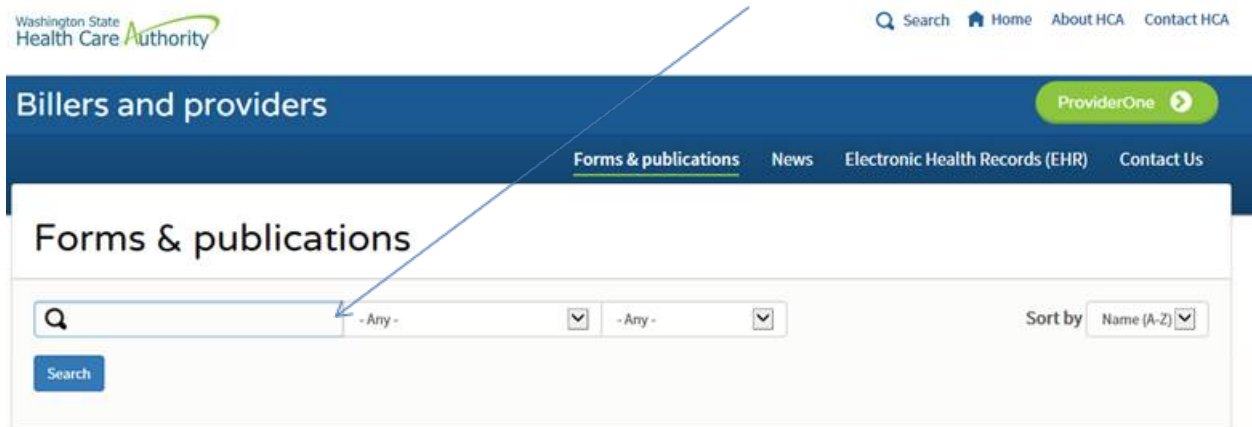 Washington State
Health Care Authority
Search Home About HCA Contact HCA
Billers and providers
ProviderOne
Forms & publications News Electronic Health Records (EHR) Contact Us
Forms & publications
- Any - - Any - Sort by Name (A-Z)
Search